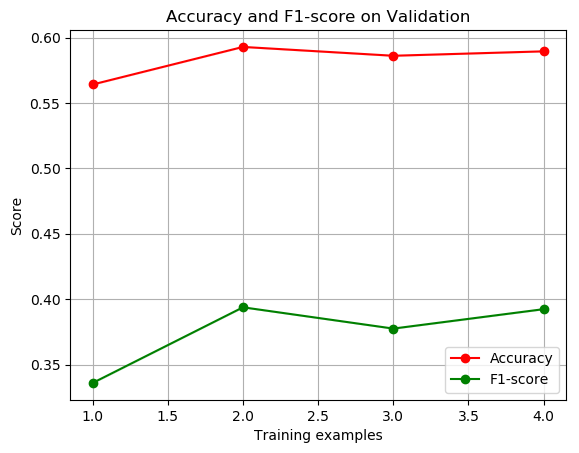 Accuracy and F1-score on Validation
0.60
0.55
0.50
0.45
0.40
0.35
Score
1.0 1.5 2.0 2.5 3.0 3.5 4.0
Training examples
Accuracy
F1-score